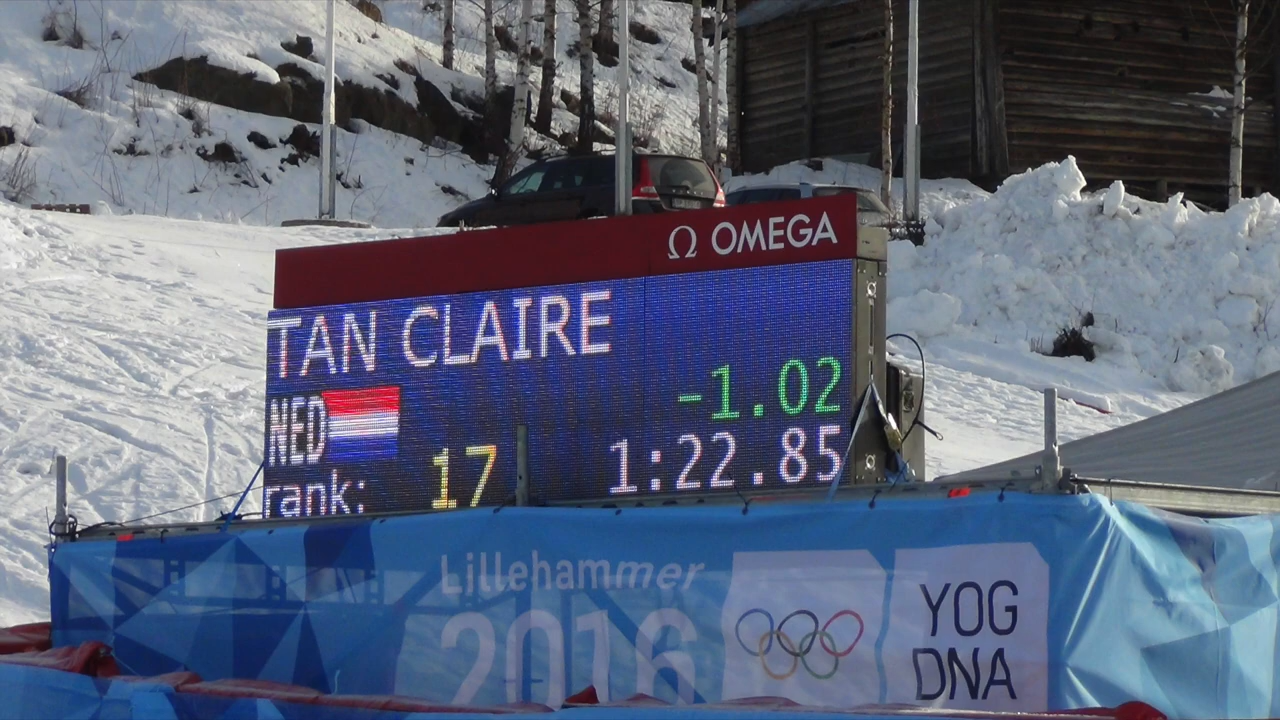 Ω OMEGA
TAN CLAIRE
-1.02
NED
1:22.85
rank: 17
Lillehammer
2016
YOG
DNA